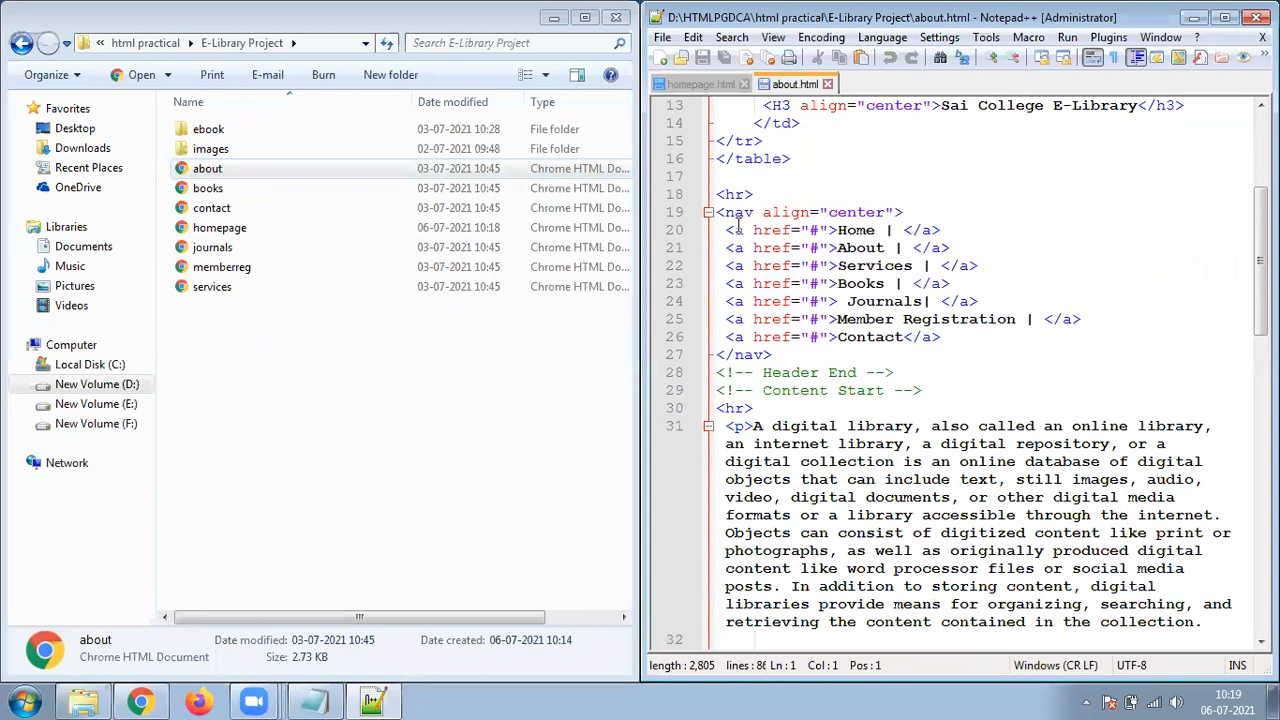 « html practical ▸ E-Library Project ▸
Search E-Library Project
Organize
Open
Print
E-mail
Burn
New folder
Favorites
Desktop
Downloads
Recent Places
OneDrive
Libraries
Documents
Music
Pictures
Videos
Computer
Local Disk (C:)
New Volume (D:)
New Volume (E:)
New Volume (F:)
Network
Name Date modified Type
ebook 03-07-2021 10:28 File folder
images 02-07-2021 09:48 File folder
about 03-07-2021 10:45 Chrome HTML Do...
books 03-07-2021 10:45 Chrome HTML Do...
contact 03-07-2021 10:45 Chrome HTML Do...
homepage 06-07-2021 10:18 Chrome HTML Do...
journals 03-07-2021 10:45 Chrome HTML Do...
memberreg 03-07-2021 10:45 Chrome HTML Do...
services 03-07-2021 10:45 Chrome HTML Do...
about Date modified: 03-07-2021 10:45 Date created: 06-07-2021 10:14
Chrome HTML Document Size: 2.73 KB
D:\HTMLPGDCA\html practical\E-Library Project\about.html - Notepad++ [Administrator]
File Edit Search View Encoding Language Settings Tools Macro Run Plugins Window ? X
homepage.html about.html
13 <H3 align="center">Sai College E-Library</h3>
14 </td>
15 </tr>
16 </table>
17
18 <hr>
19 <nav align="center">
20 <a href="#">Home | </a>
21 <a href="#">About | </a>
22 <a href="#">Services | </a>
23 <a href="#">Books | </a>
24 <a href="#"> Journals| </a>
25 <a href="#">Member Registration | </a>
26 <a href="#">Contact</a>
27 </nav>
28 <!-- Header End -->
29 <!-- Content Start -->
30 <hr>
31 <p>A digital library, also called an online library,
an internet library, a digital repository, or a
digital collection is an online database of digital
objects that can include text, still images, audio,
video, digital documents, or other digital media
formats or a library accessible through the internet.
Objects can consist of digitized content like print or
photographs, as well as originally produced digital
content like word processor files or social media
posts. In addition to storing content, digital
libraries provide means for organizing, searching, and
retrieving the content contained in the collection.
32
length : 2,805 lines : 86 Ln : 1 Col : 1 Pos : 1 Windows (CR LF) UTF-8 INS
10:19
06-07-2021